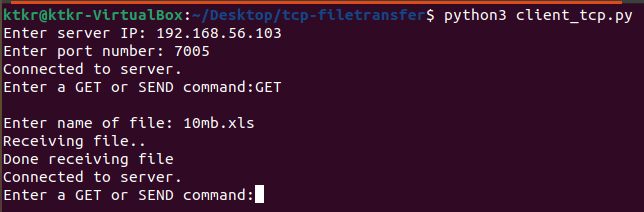 ktkr@ktkr-VirtualBox:~/Desktop/tcp-filetransfer$ python3 client_tcp.py
Enter server IP: 192.168.56.103
Enter port number: 7005
Connected to server.
Enter a GET or SEND command:GET
Enter name of file: 10mb.xls
Receiving file..
Done receiving file
Connected to server.
Enter a GET or SEND command: